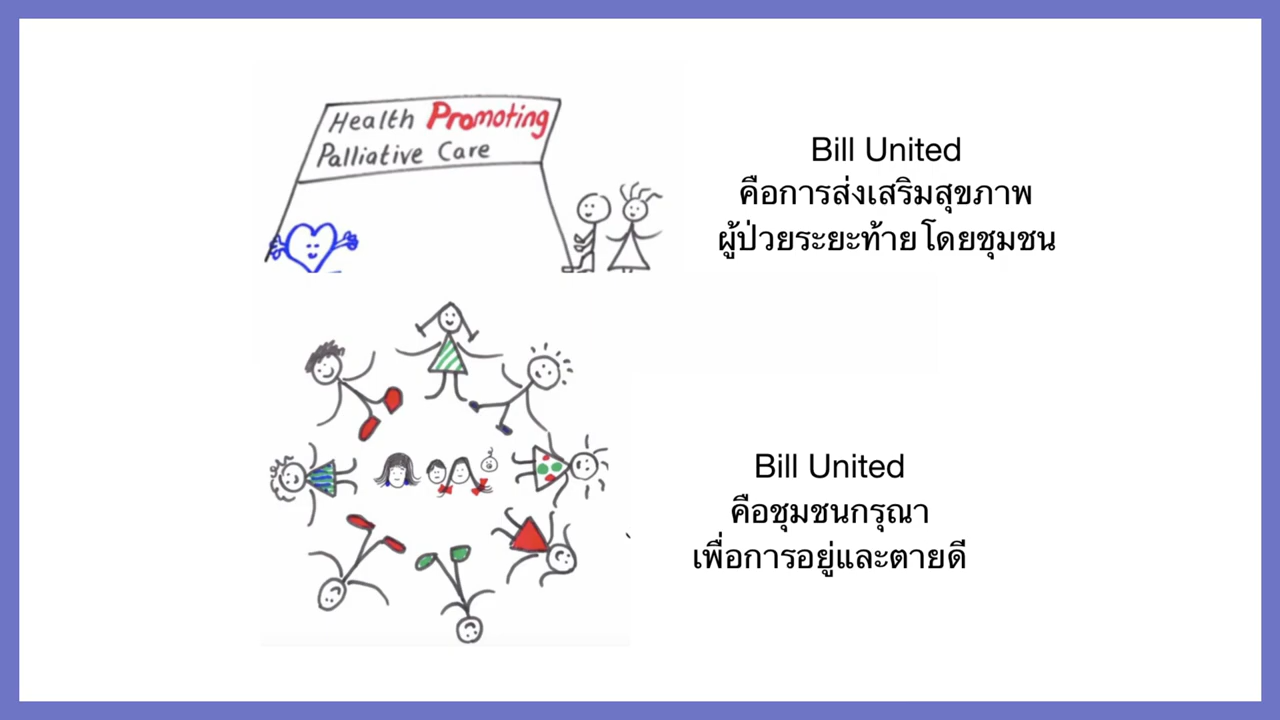 Health Promoting
Palliative Care
Bill United
คือการส่งเสริมสุขภาพ
ผู้ป่วยระยะท้ายโดยชุมชน
Bill United
คือชุมชนกรุณา
เพื่อการอยู่และตายดี